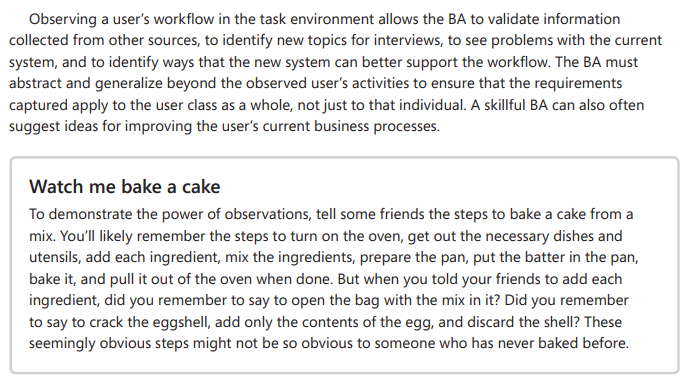 Observing a user's workflow in the task environment allows the BA to validate information
collected from other sources, to identify new topics for interviews, to see problems with the current
system, and to identify ways that the new system can better support the workflow. The BA must
abstract and generalize beyond the observed user's activities to ensure that the requirements
captured apply to the user class as a whole, not just to that individual. A skillful BA can also often
suggest ideas for improving the user's current business processes.
Watch me bake a cake
To demonstrate the power of observations, tell some friends the steps to bake a cake from a
mix. You'll likely remember the steps to turn on the oven, get out the necessary dishes and
utensils, add each ingredient, mix the ingredients, prepare the pan, put the batter in the pan,
bake it, and pull it out of the oven when done. But when you told your friends to add each
ingredient, did you remember to say to open the bag with the mix in it? Did you remember
to say to crack the eggshell, add only the contents of the egg, and discard the shell? These
seemingly obvious steps might not be so obvious to someone who has never baked before.